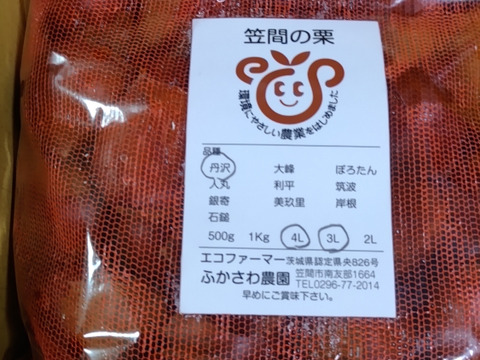 笠間の栗
環境にやさしい農業をはじめました
品種
丹沢 大峰 ぽろたん
人丸 利平 筑波
銀寄 美玖里 岸根
石鎚
500g 1Kg 4L 3L 2L
エコファーマー茨城県認定県央826号
ふかさわ農園 笠間市南友部1664
TEL0296-77-2014
早めにご賞味下さい。